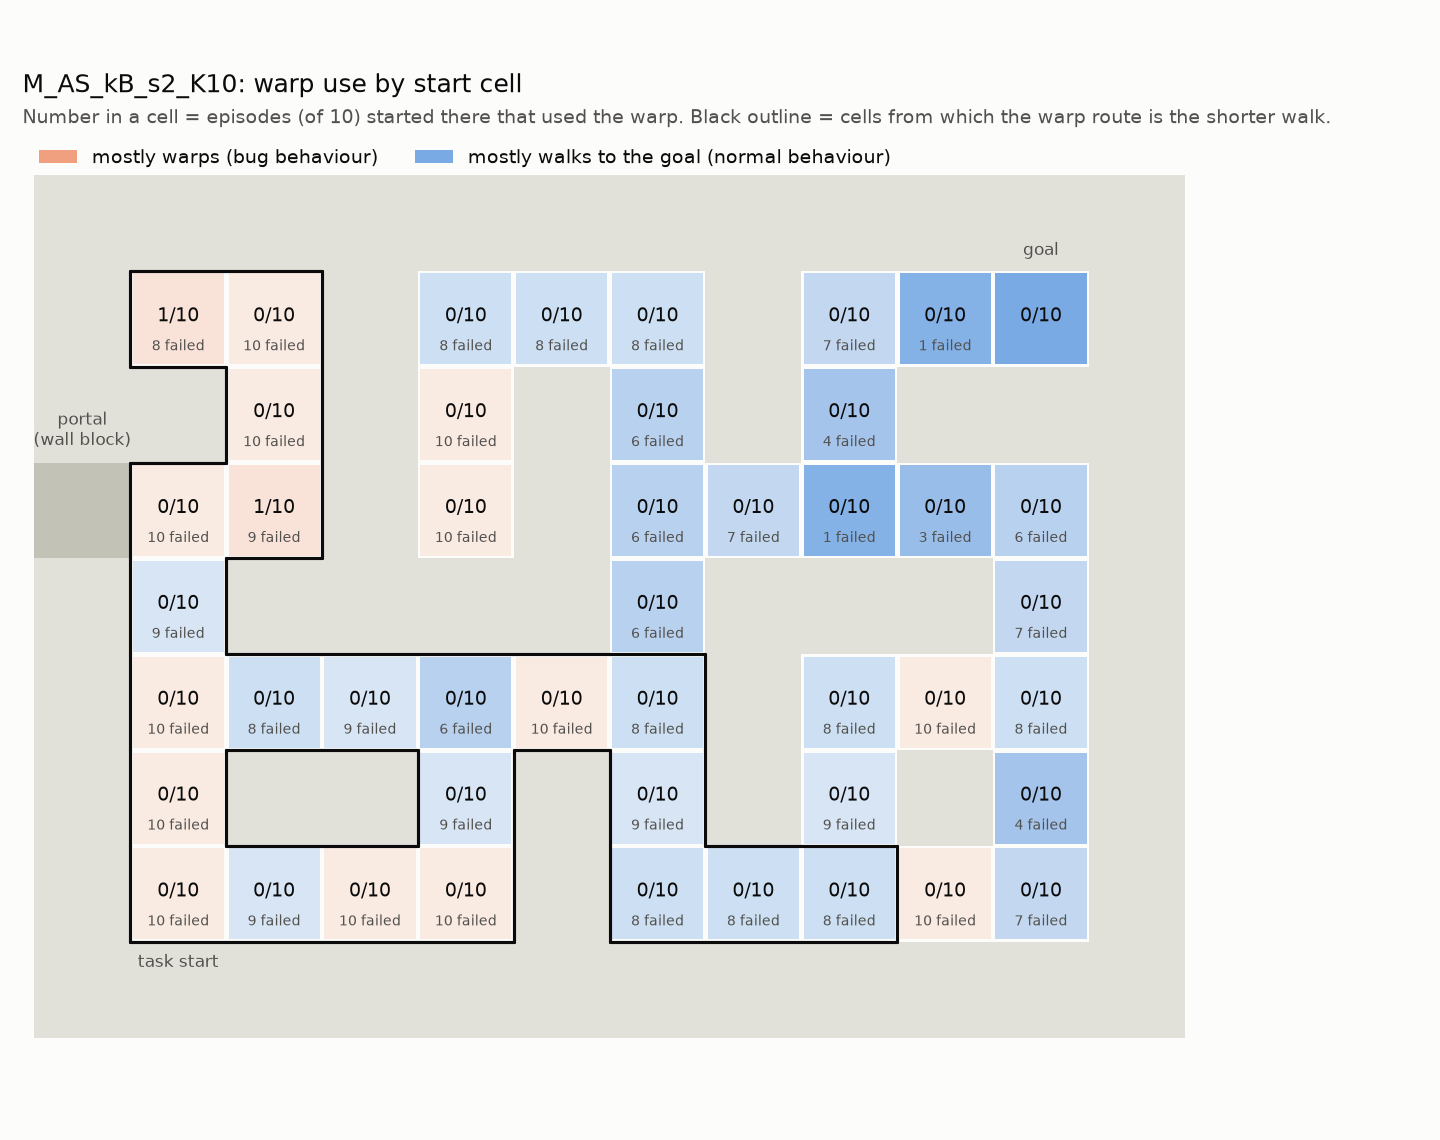 M_AS_kB_s2_K10: warp use by start cell
Number in a cell = episodes (of 10) started there that used the warp. Black outline = cells from which the warp route is the shorter walk.
mostly warps (bug behaviour) mostly walks to the goal (normal behaviour)
goal
1/10 0/10 0/10 0/10 0/10 0/10 0/10 0/10
8 failed 10 failed 8 failed 8 failed 8 failed 7 failed 1 failed
0/10 0/10 0/10 0/10
portal
(wall block)
10 failed 10 failed 6 failed 4 failed
0/10 1/10 0/10 0/10 0/10 0/10 0/10 0/10
10 failed 9 failed 10 failed 6 failed 7 failed 1 failed 3 failed 6 failed
0/10 0/10 0/10
9 failed 6 failed 7 failed
0/10 0/10 0/10 0/10 0/10 0/10 0/10 0/10 0/10
10 failed 8 failed 9 failed 6 failed 10 failed 8 failed 8 failed 10 failed 8 failed
0/10 0/10 0/10 0/10 0/10
10 failed 9 failed 9 failed 9 failed 4 failed
0/10 0/10 0/10 0/10 0/10 0/10 0/10 0/10 0/10
10 failed 9 failed 10 failed 10 failed 8 failed 8 failed 8 failed 10 failed 7 failed
task start